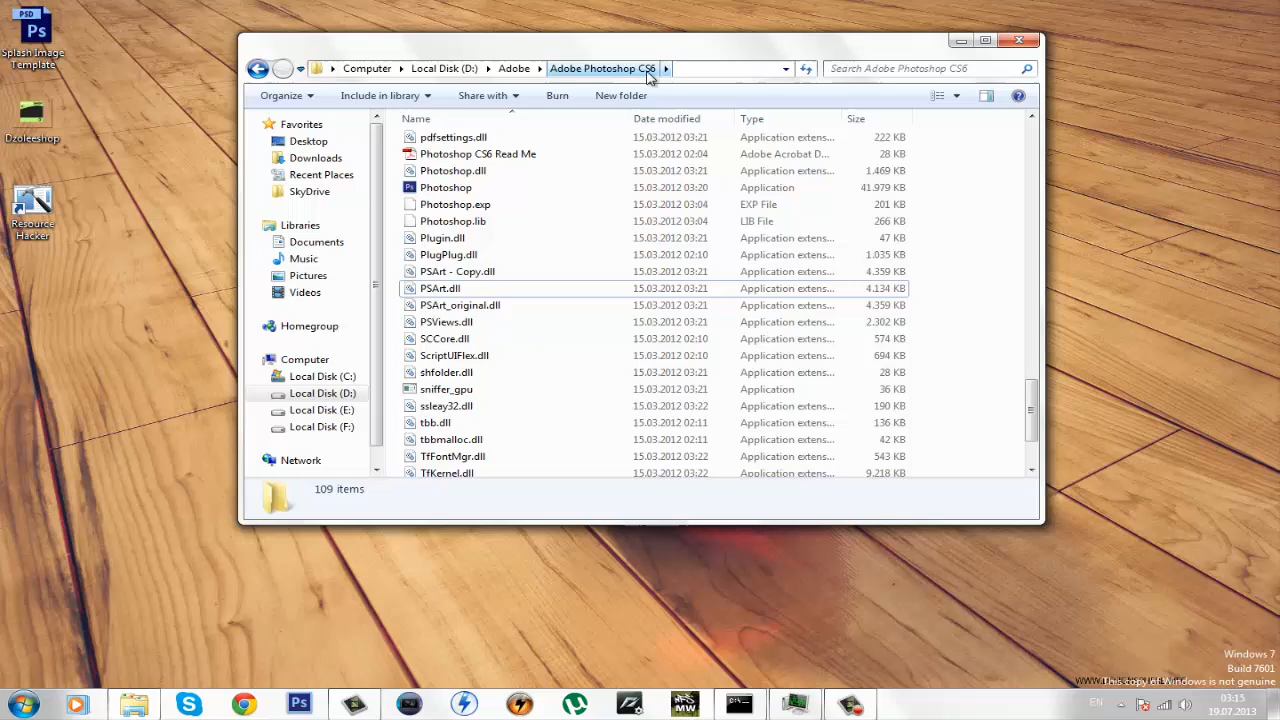 PSD
Ps
Splash Image
Template
Dzoleeshop
Resource
Hacker
Computer
Local Disk (D:)
Adobe
Adobe Photoshop CS6
Search Adobe Photoshop CS6
Organize
Include in library
Share with
Burn
New folder
Favorites
Desktop
Downloads
Recent Places
SkyDrive
Libraries
Documents
Music
Pictures
Videos
Homegroup
Computer
Local Disk (C:)
Local Disk (D:)
Local Disk (E:)
Local Disk (F:)
Network
Name Date modified Type Size
pdfsettings.dll 15.03.2012 03:21 Application extens... 222 KB
Photoshop CS6 Read Me 15.03.2012 02:04 Adobe Acrobat D... 28 KB
Photoshop.dll 15.03.2012 03:21 Application extens... 1.469 KB
Ps Photoshop 15.03.2012 03:20 Application 41.979 KB
Photoshop.exp 15.03.2012 03:04 EXP File 201 KB
Photoshop.lib 15.03.2012 03:04 LIB File 266 KB
Plugin.dll 15.03.2012 03:21 Application extens... 47 KB
PlugPlug.dll 15.03.2012 02:10 Application extens... 1.035 KB
PSArt - Copy.dll 15.03.2012 03:21 Application extens... 4.359 KB
PSArt.dll 15.03.2012 03:21 Application extens... 4.134 KB
PSArt_original.dll 15.03.2012 03:21 Application extens... 4.359 KB
PSViews.dll 15.03.2012 03:21 Application extens... 2.302 KB
SCCore.dll 15.03.2012 02:10 Application extens... 574 KB
ScriptUIFlex.dll 15.03.2012 02:10 Application extens... 694 KB
shfolder.dll 15.03.2012 03:21 Application extens... 28 KB
sniffer_gpu 15.03.2012 03:21 Application 36 KB
ssleay32.dll 15.03.2012 03:22 Application extens... 190 KB
tbb.dll 15.03.2012 02:11 Application extens... 136 KB
tbbmalloc.dll 15.03.2012 02:11 Application extens... 42 KB
TfFontMgr.dll 15.03.2012 03:22 Application extens... 543 KB
TfKernel.dll 15.03.2012 03:22 Application extens... 9.218 KB
109 items
Windows 7
Build 7601
This copy of Windows is not genuine
Ps
NFS
MW
EN
03:15
19.07.2013